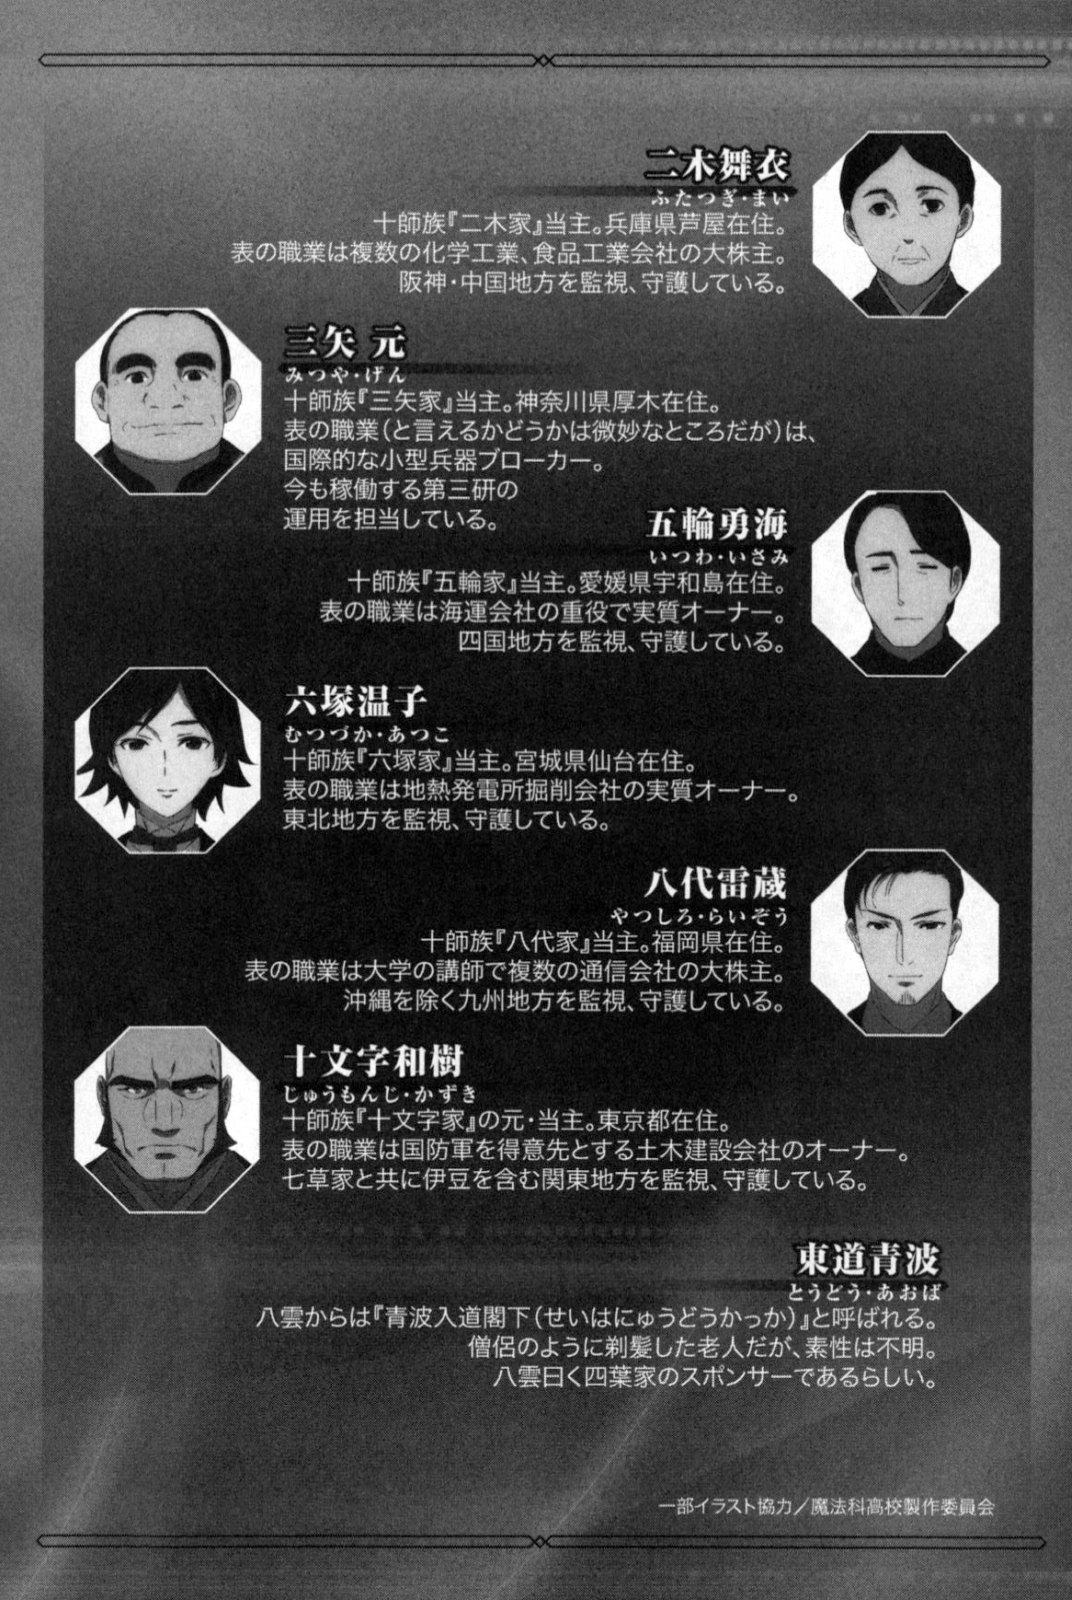 二木舞衣
ふたつぎ・まい
十師族『二木家』当主。兵庫県芦屋在住。
表の職業は複数の化学工業、食品工業会社の大株主。
阪神・中国地方を監視、守護している。
三矢 元
みつや・げん
十師族『三矢家』当主。神奈川県厚木在住。
表の職業（と言えるかどうかは微妙なところだが）は、
国際的な小型兵器ブローカー。
今も稼働する第三研の
運用を担当している。
五輪勇海
いつわ・いさみ
十師族『五輪家』当主。愛媛県宇和島在住。
表の職業は海運会社の重役で実質オーナー。
四国地方を監視、守護している。
六塚温子
むつづか・あつこ
十師族『六塚家』当主。宮城県仙台在住。
表の職業は地熱発電所掘削会社の実質オーナー。
東北地方を監視、守護している。
八代雷蔵
やつしろ・らいぞう
十師族『八代家』当主。福岡県在住。
表の職業は大学の講師で複数の通信会社の大株主。
沖縄を除く九州地方を監視、守護している。
十文字和樹
じゅうもんじ・かずき
十師族『十文字家』の元・当主。東京都在住。
表の職業は国防軍を得意先とする土木建設会社のオーナー。
七草家と共に伊豆を含む関東地方を監視、守護している。
東道青波
とうどう・あおば
八雲からは『青波入道閣下（せいはにゅうどうかっか）』と呼ばれる。
僧侶のように剃髪した老人だが、素性は不明。
八雲曰く四葉家のスポンサーであるらしい。
一部イラスト協力／魔法科高校製作委員会